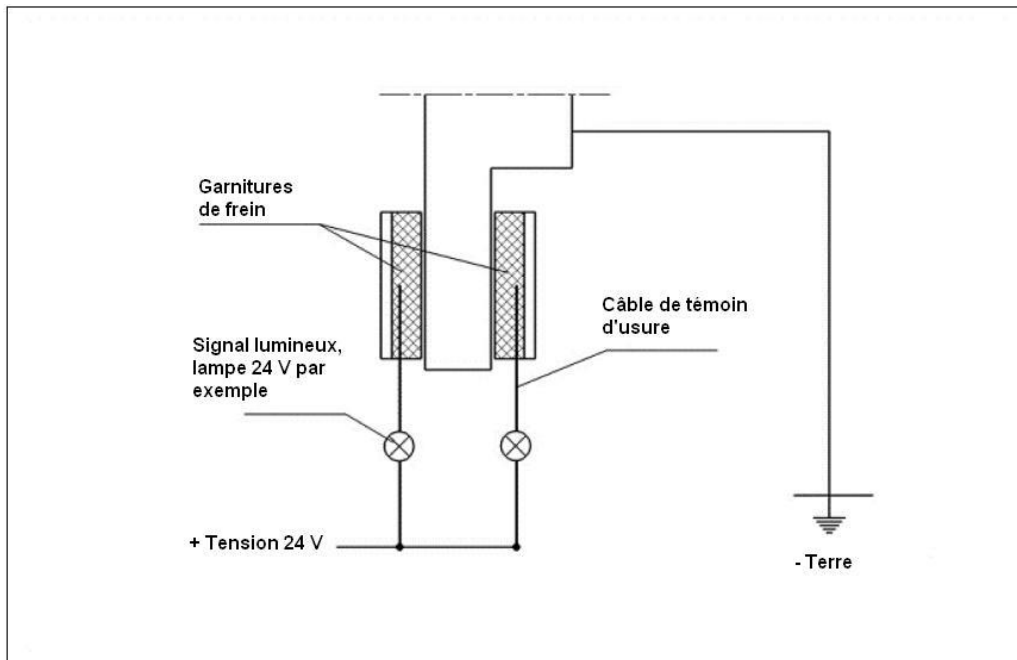 Garnitures
de frein
Câble de témoin
d'usure
Signal lumineux,
lampe 24 V par
exemple
+ Tension 24 V
- Terre